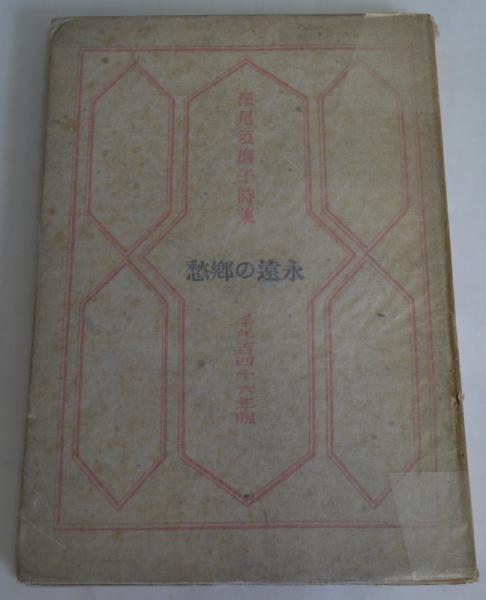 深尾須磨子詩集
永遠の郷愁
千九百四十六年版